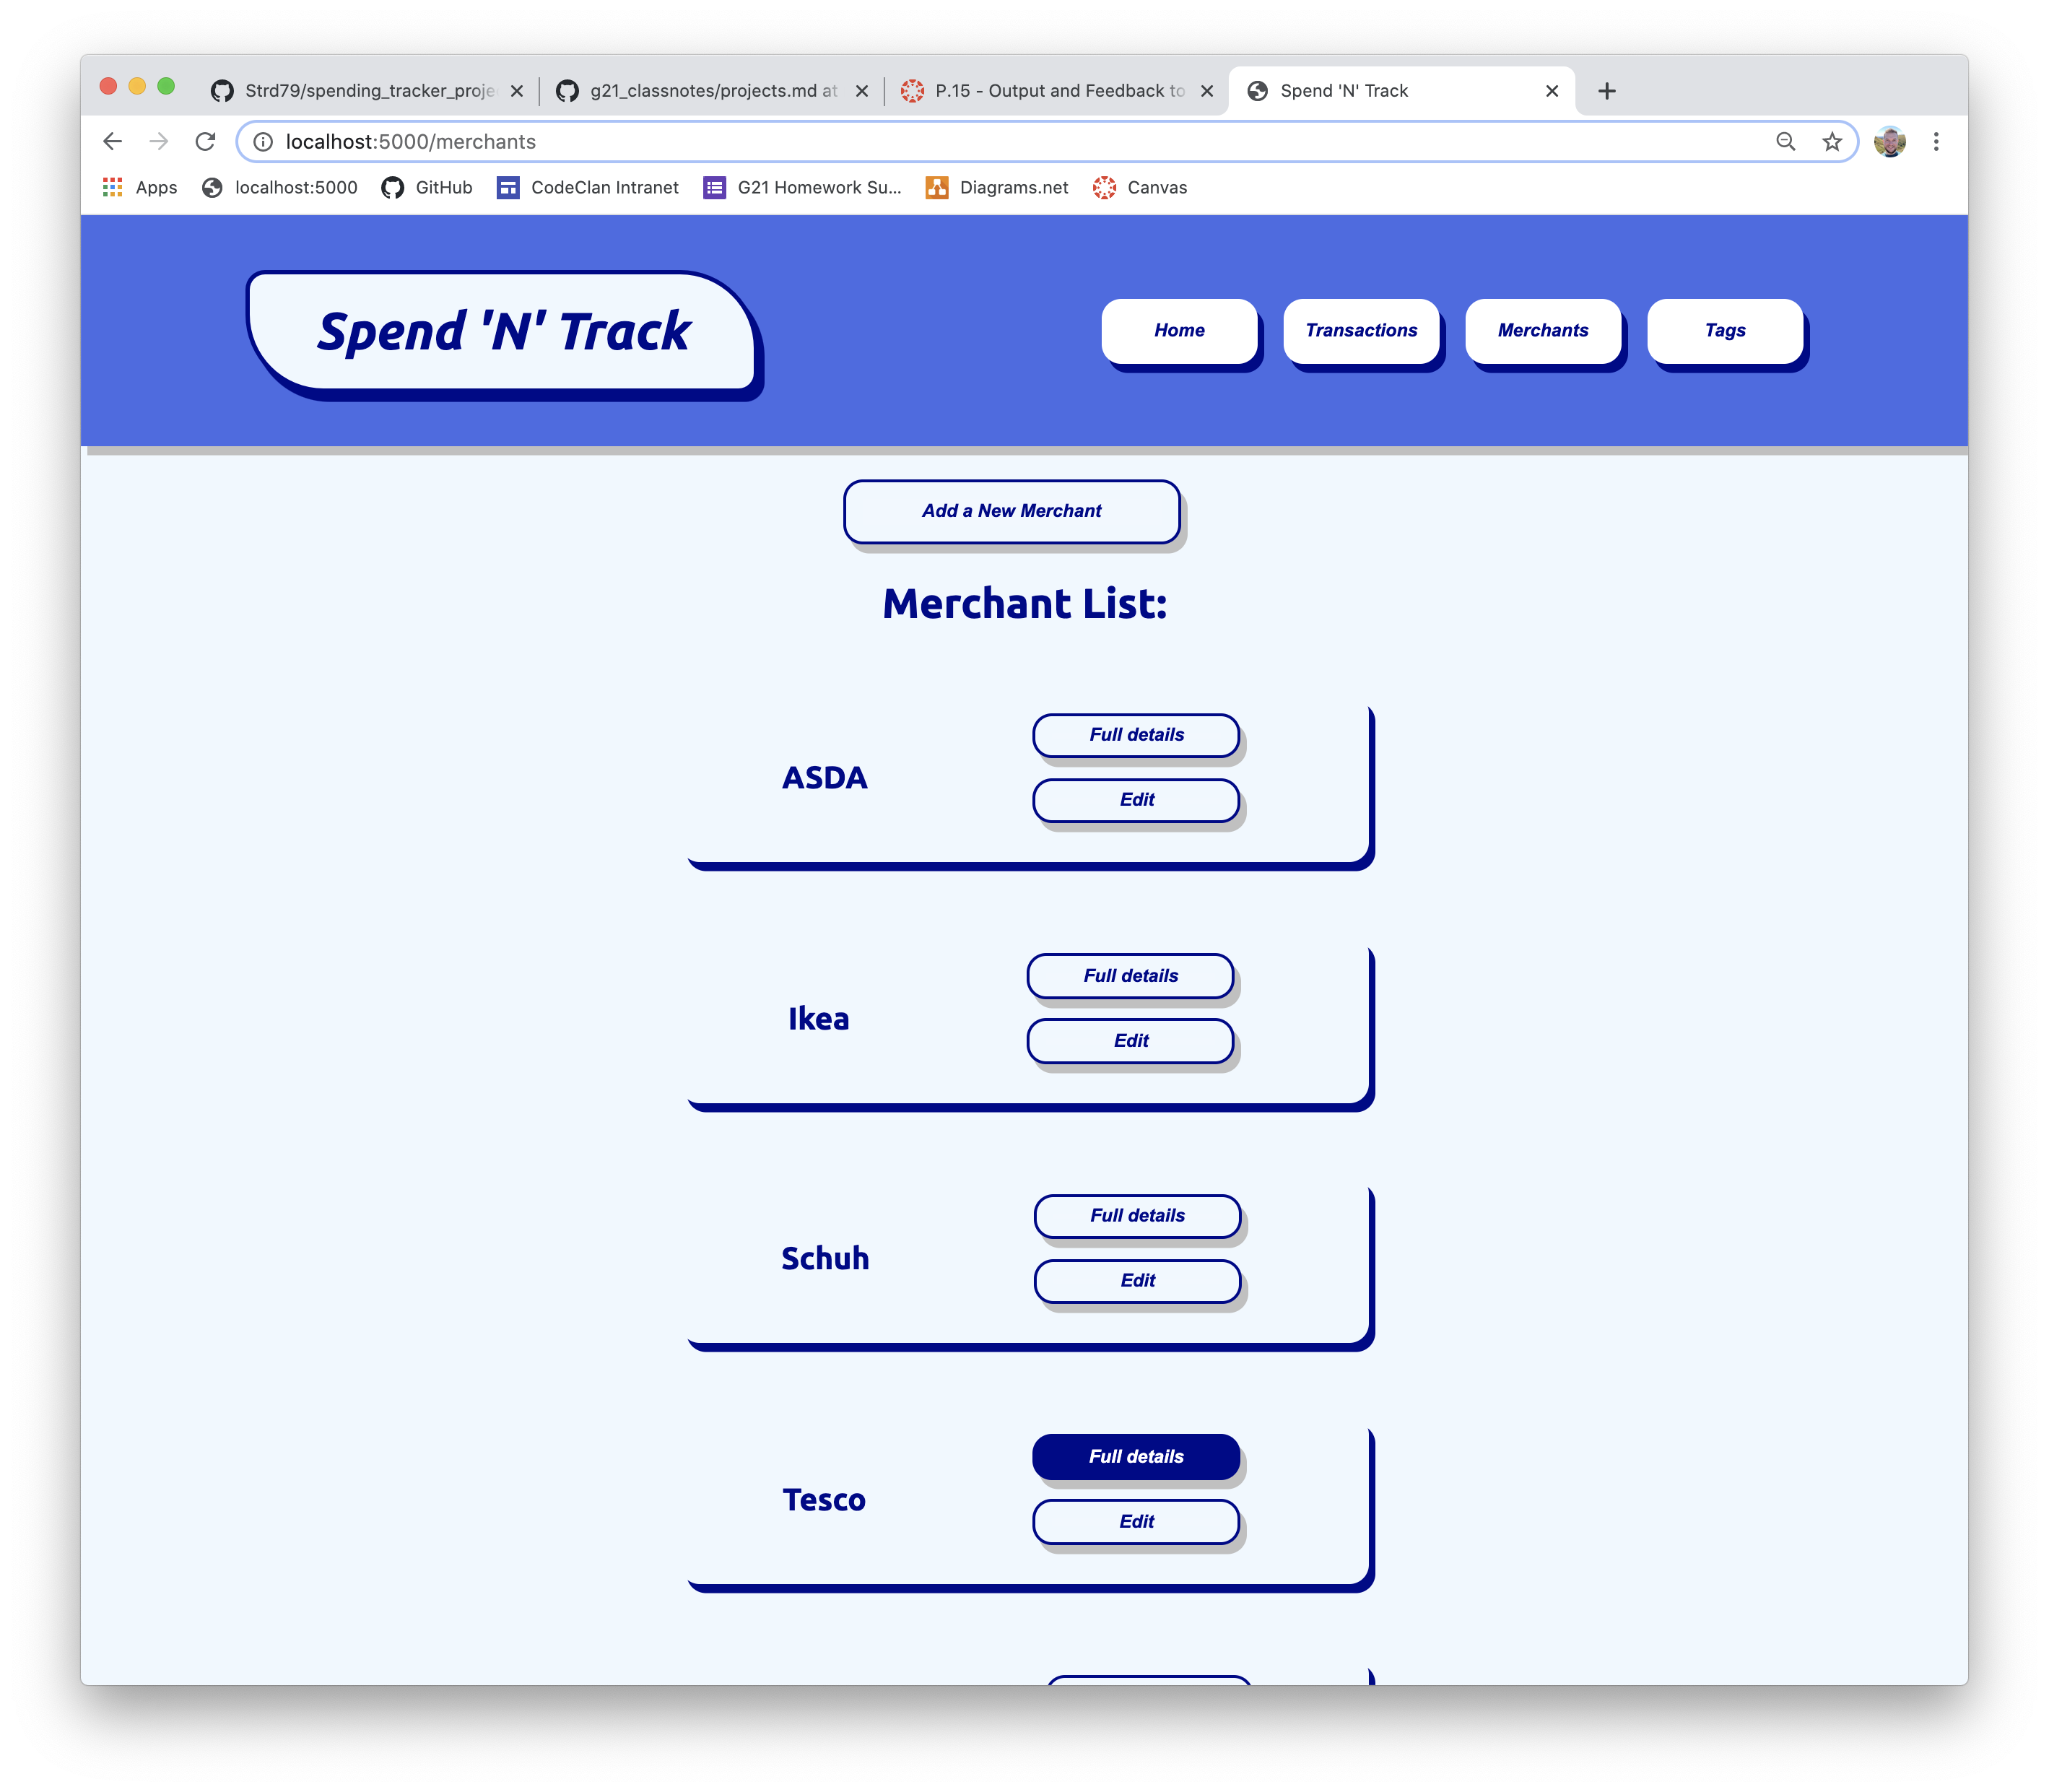 Strd79/spending_tracker_proje
g21_classnotes/projects.md at
P.15 - Output and Feedback to
Spend 'N' Track
localhost:5000/merchants
Apps
localhost:5000
GitHub
CodeClan Intranet
G21 Homework Su...
Diagrams.net
Canvas
Spend 'N' Track
Home
Transactions
Merchants
Tags
Add a New Merchant
Merchant List:
ASDA
Full details
Edit
Ikea
Full details
Edit
Schuh
Full details
Edit
Tesco
Full details
Edit